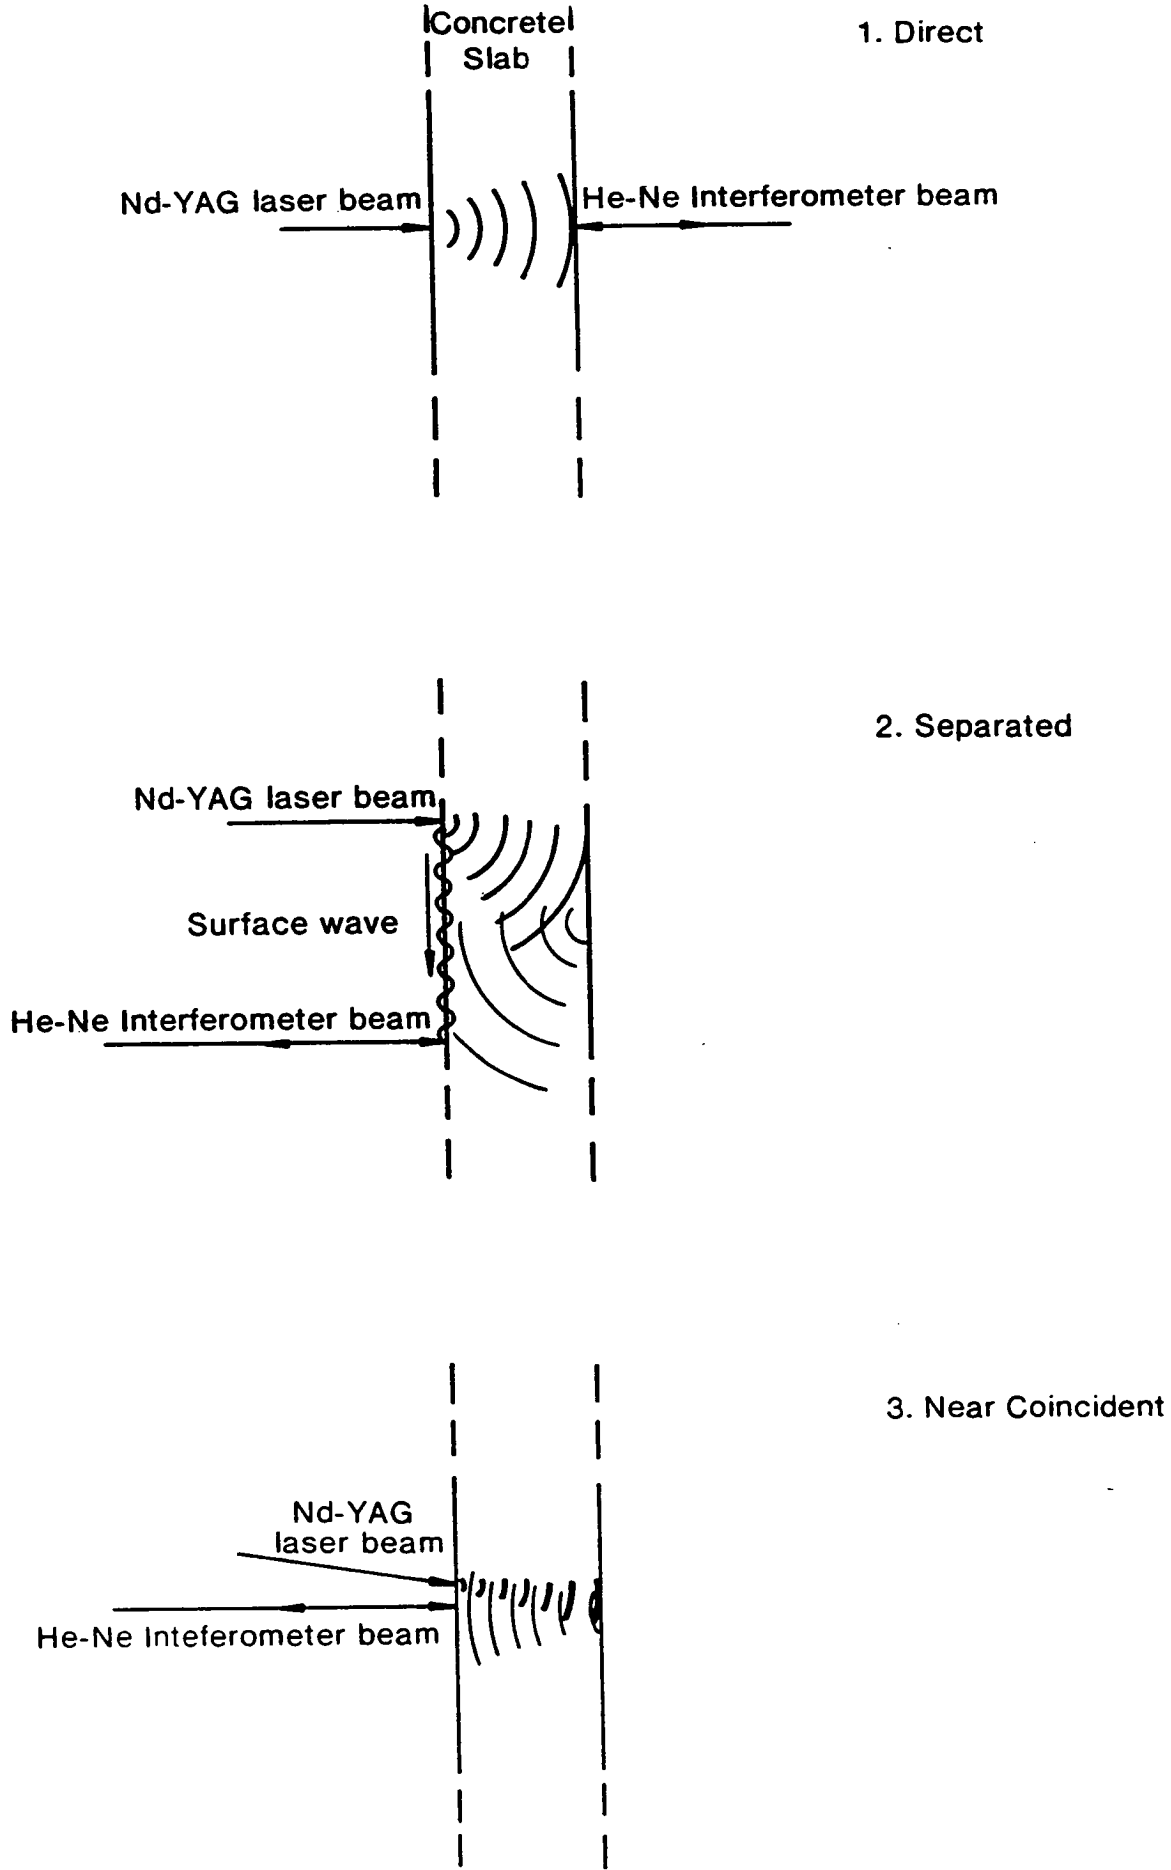 Concrete
Slab
1. Direct
Nd-YAG laser beam
He-Ne Interferometer beam
2. Separated
Nd-YAG laser beam
Surface wave
He-Ne Interferometer beam
3. Near Coincident
Nd-YAG
laser beam
He-Ne Inteferometer beam